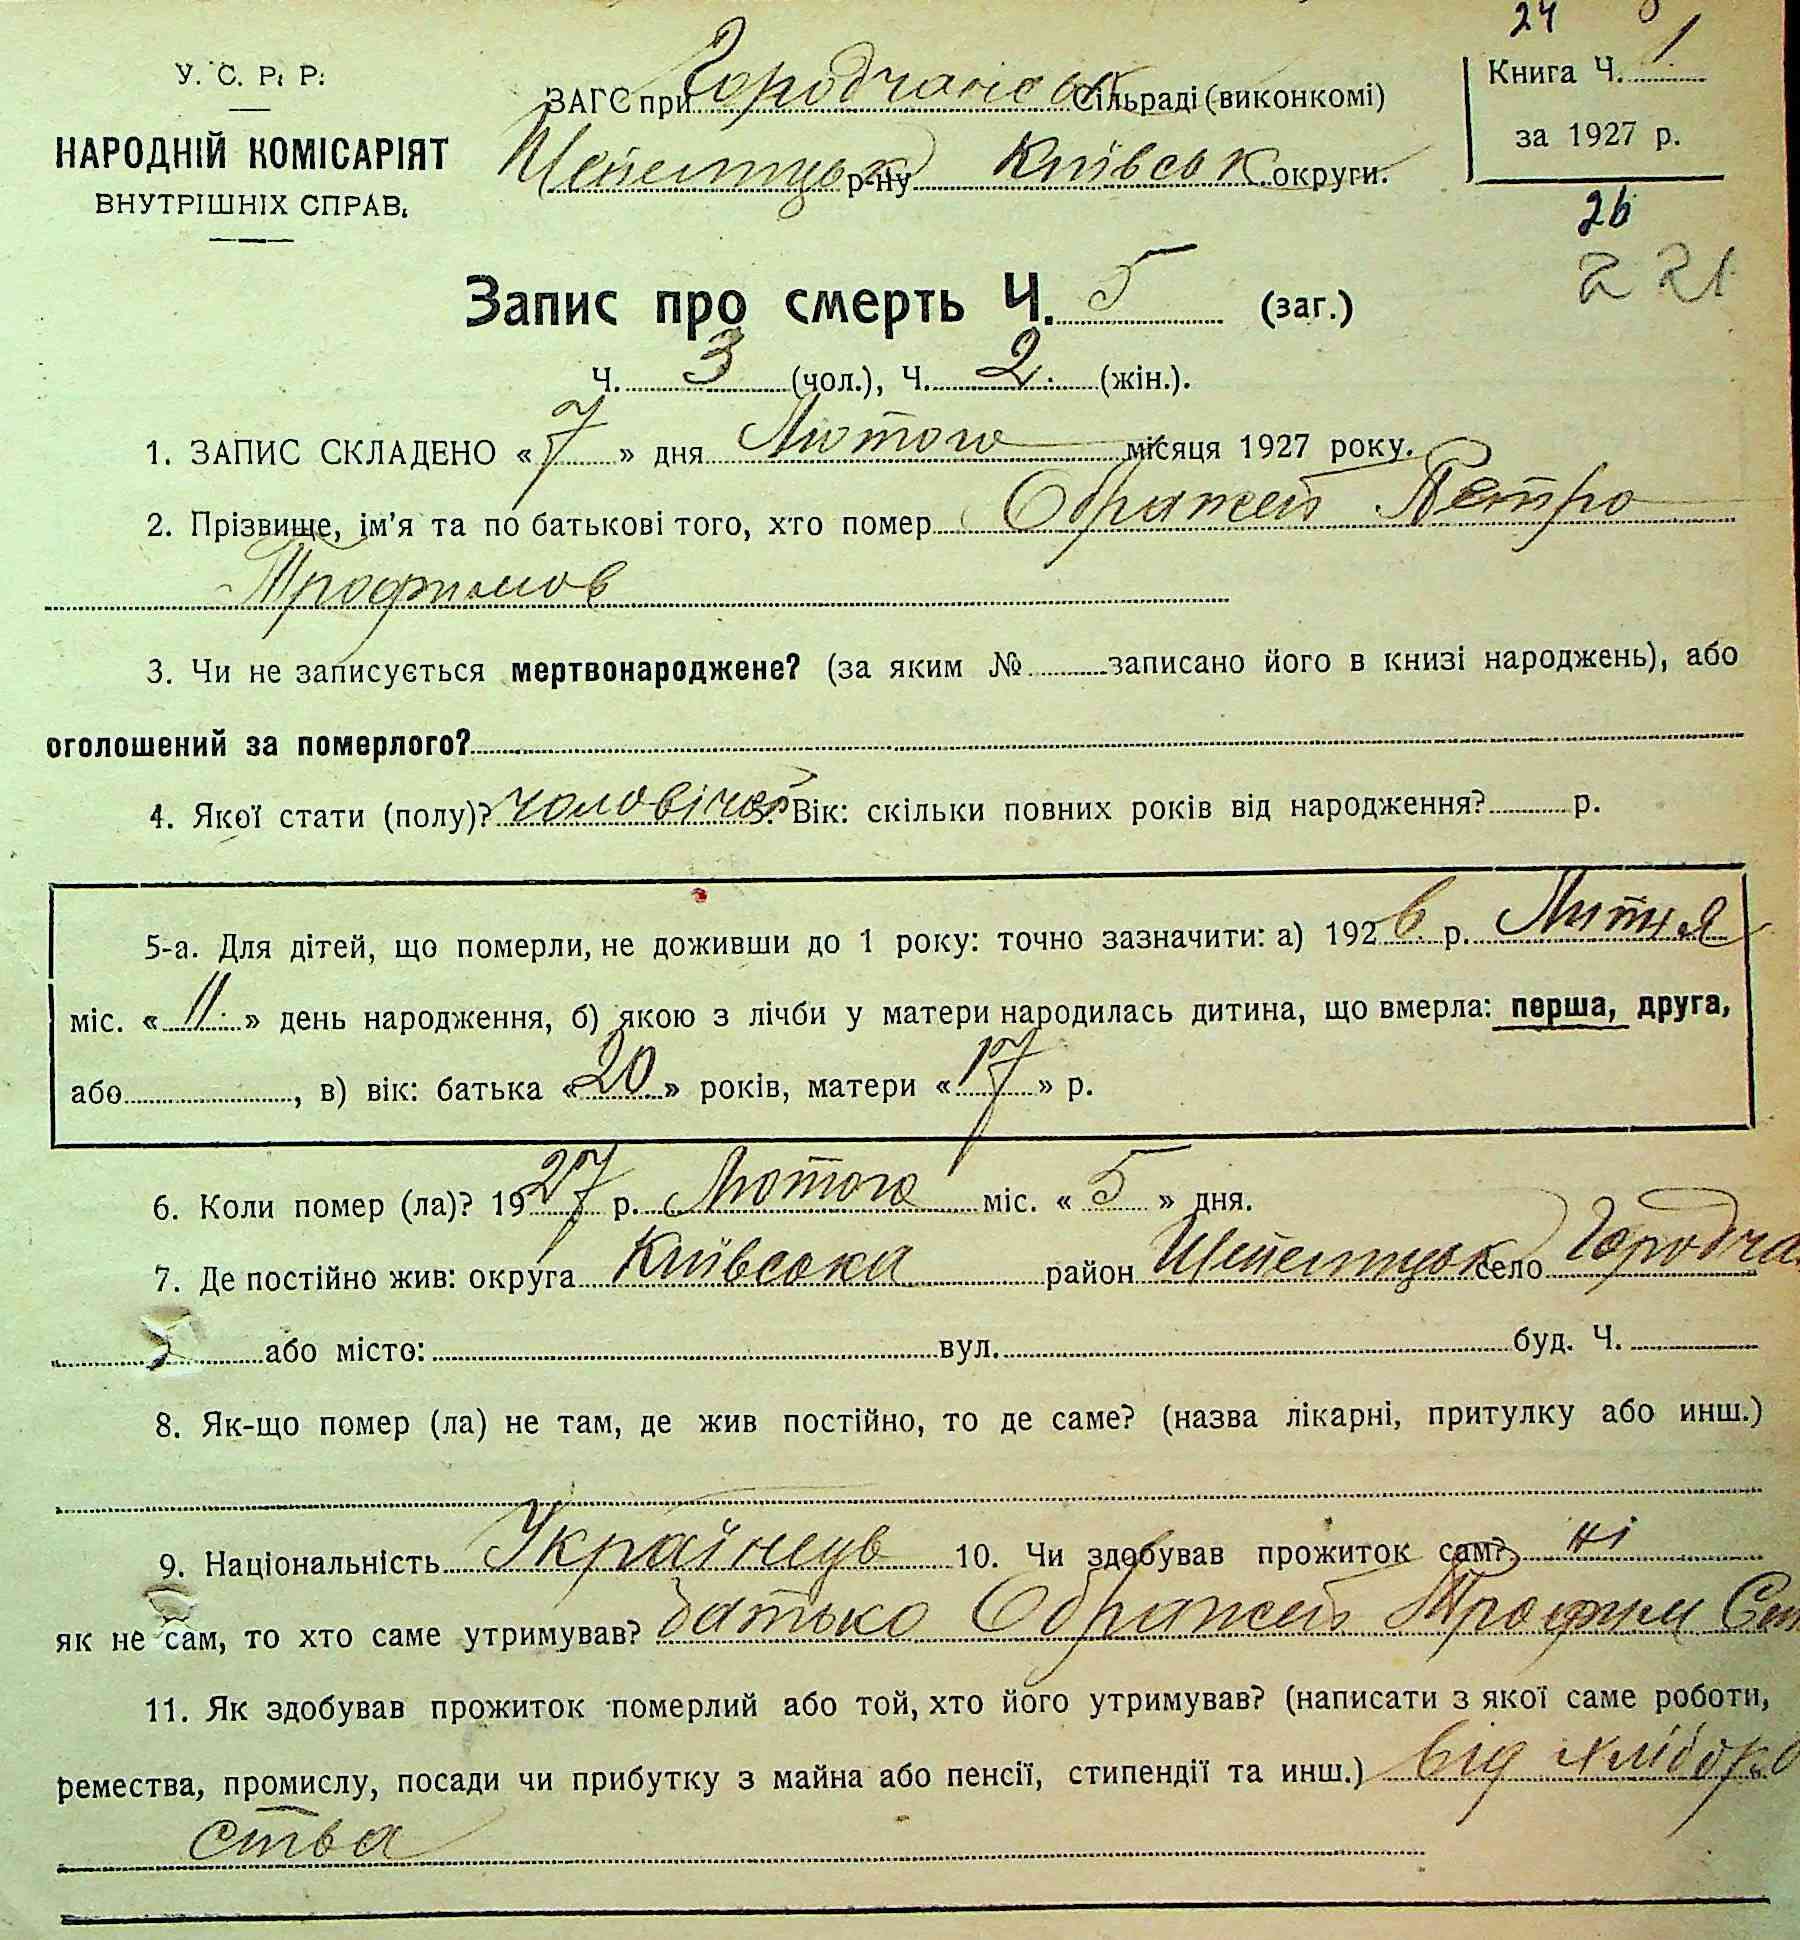 24
У. С. Р. Р.
ЗАГС при Городчанськ Сільраді (виконкомі)
Книга Ч. 1
НАРОДНІЙ КОМІСАРІЯТ
р-ну Київськ округи.
за 1927 р.
ВНУТРІШНІХ СПРАВ.
26
221
Запис про смерть Ч. 5 (заг.)
Ч. 3 (чол.), Ч. 2. (жін.).
1. ЗАПИС СКЛАДЕНО « 7 » дня Лютого місяця 1927 року.
2. Прізвище, ім'я та по батькові того, хто помер Обратей Петро
Трофимов
3. Чи не записується мертвонароджене? (за яким № записано його в книзі народжень), або
оголошений за померлого?
4. Якої стати (полу)? чоловічої 5. Вік: скільки повних років від народження? р.
5-а. Для дітей, що померли, не доживши до 1 року: точно зазначити: а) 1926 р.
міс. « 11. » день народження, б) якою з лічби у матери народилась дитина, що вмерла: перша, друга,
або , в) вік: батька « 20 » років, матери « 17 » р.
6. Коли помер (ла)? 1927 р. Лютого міс. « 5 » дня.
7. Де постійно жив: округа Київська район село Городча
або місто: вул. буд. Ч.
8. Як-що помер (ла) не там, де жив постійно, то де саме? (назва лікарні, притулку або инш.)
9. Національність Українець 10. Чи здобував прожиток сам? ні
як не сам, то хто саме утримував? батько Обратей Трофим
11. Як здобував прожиток померлий або той, хто його утримував? (написати з якої саме роботи,
ремества, промислу, посади чи прибутку з майна або пенсії, стипендії та инш.) від хлібороб
ства